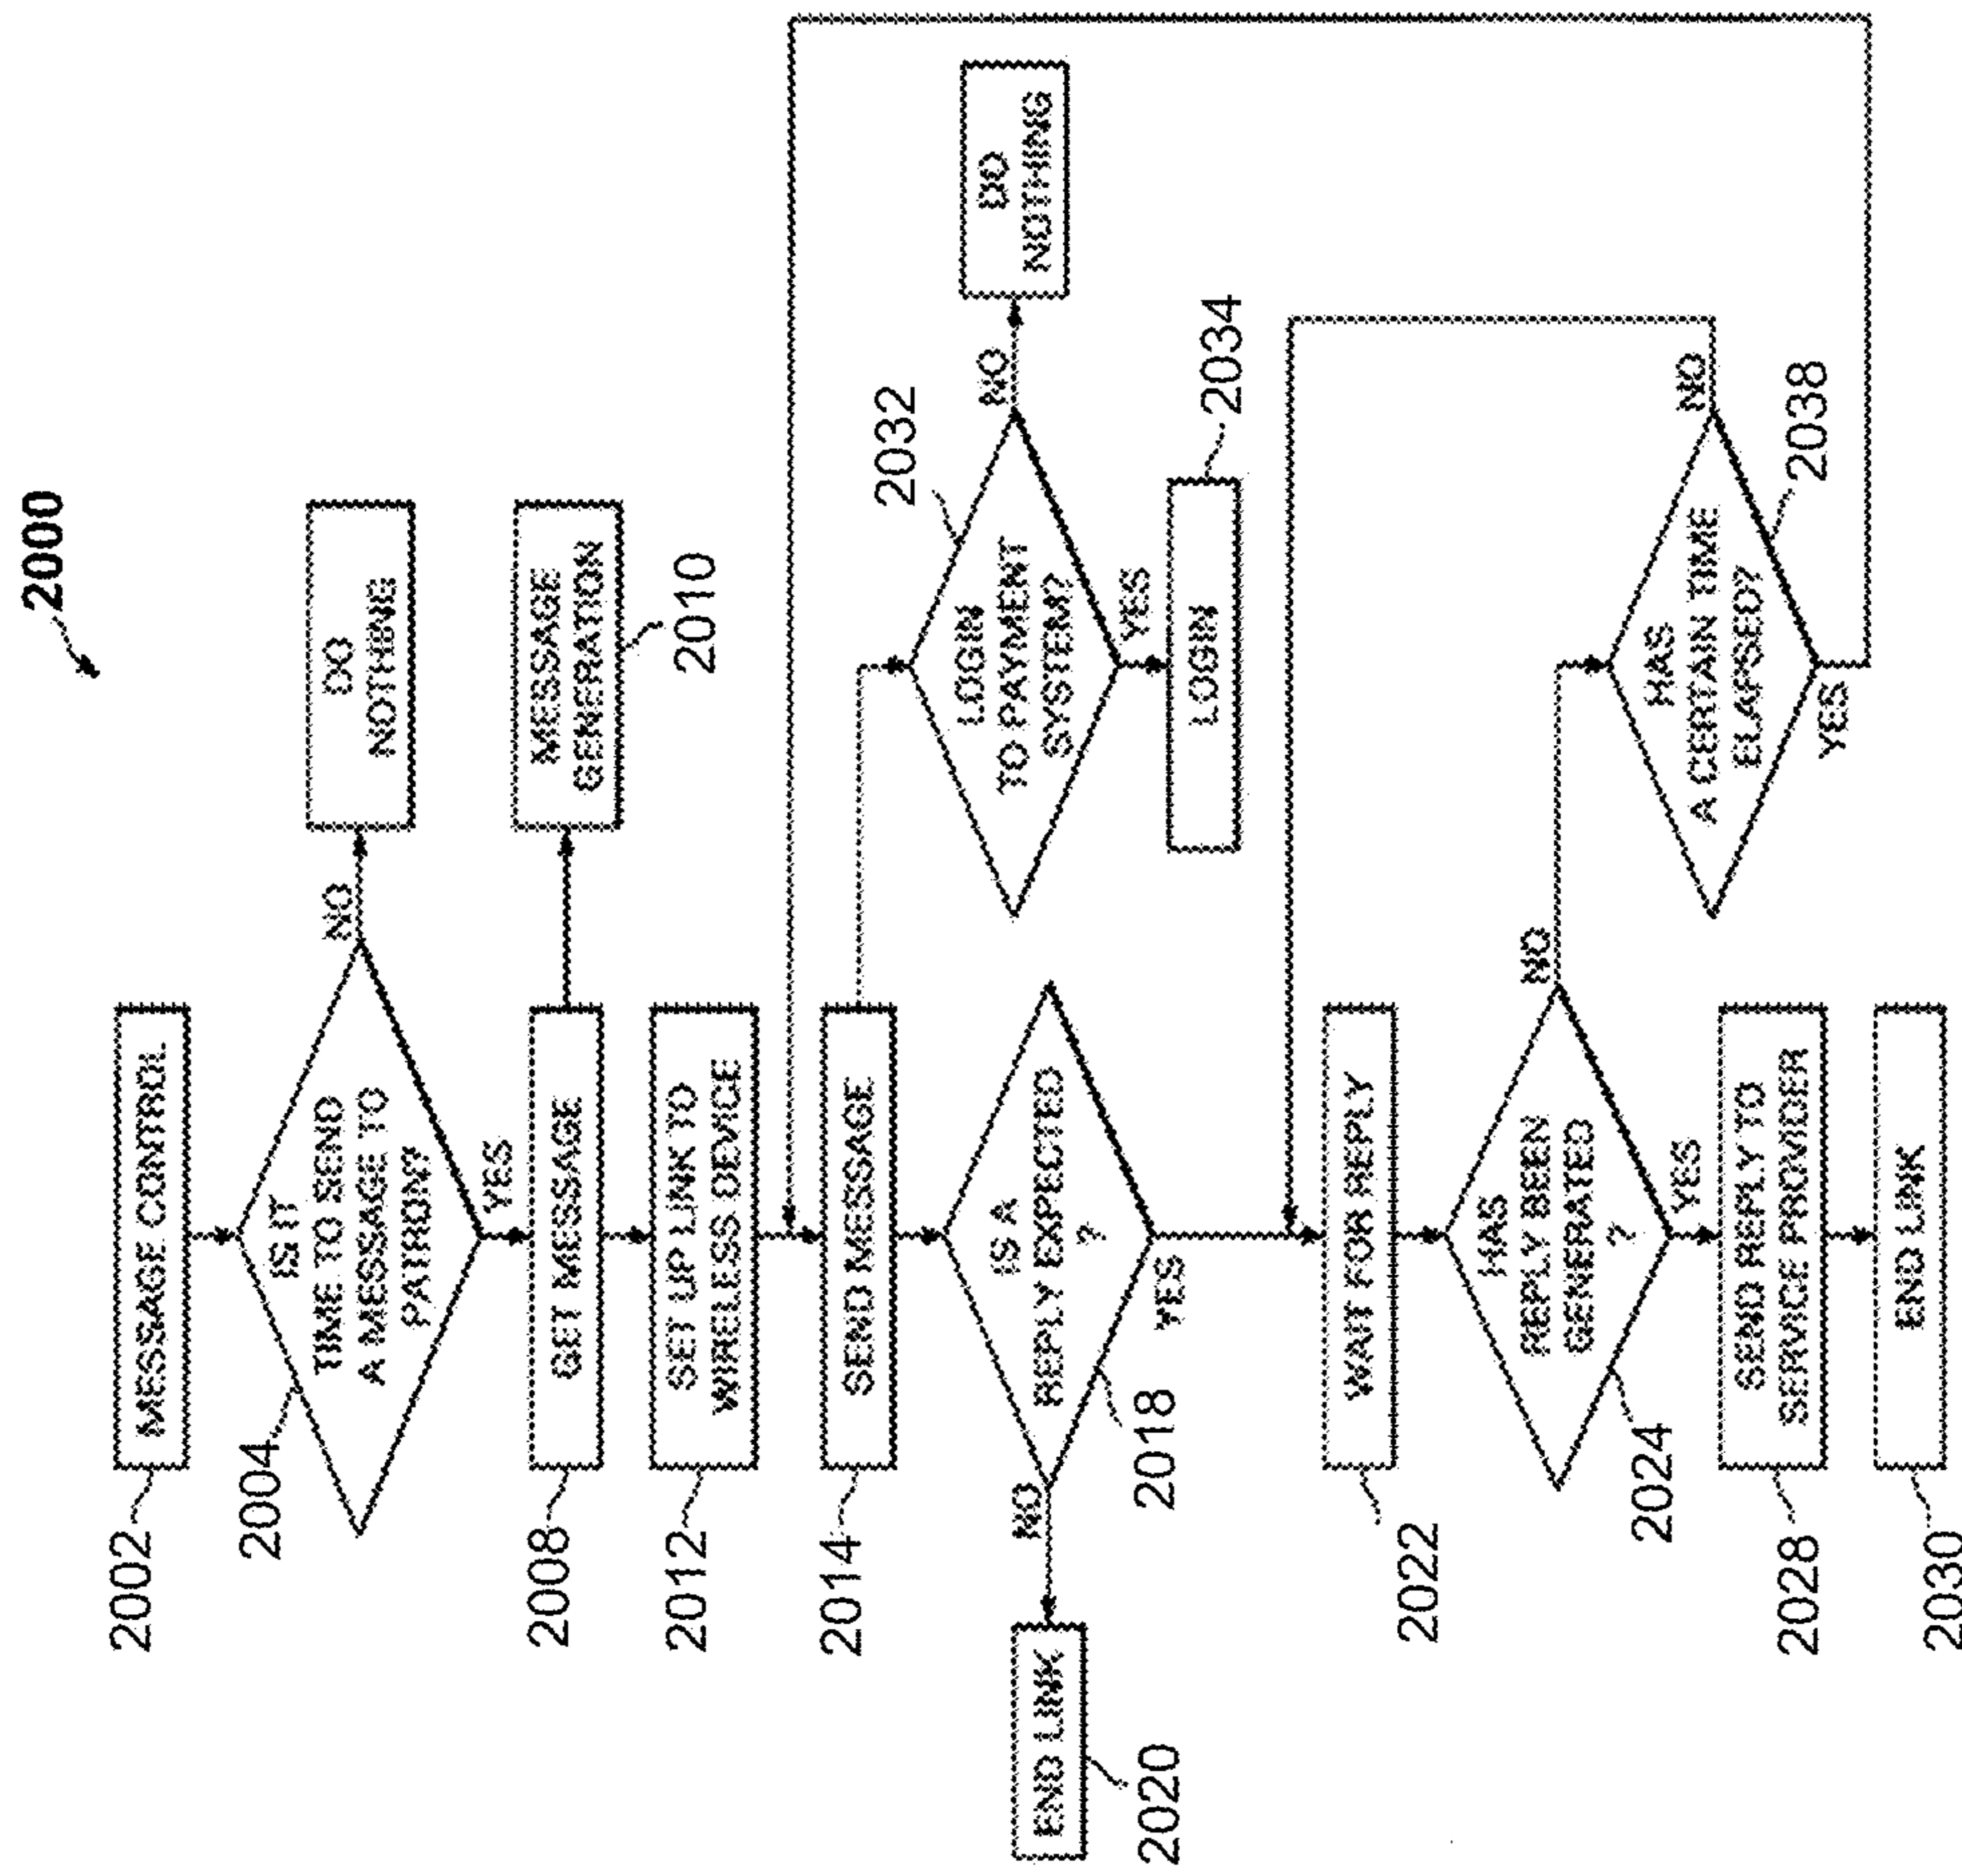 2000
2002
MESSAGE CONTROL
2004
IS IT
TIME TO SEND
A MESSAGE TO
PATRON?
NO
DO
NOTHING
YES
2008
GET MESSAGE
MESSAGE
GENERATION
2010
2012
SET UP LINK TO
WIRELESS DEVICE
2014
SEND MESSAGE
2032
LOGIN
TO PAYMENT
SYSTEM?
NO
DO
NOTHING
YES
LOGIN
2034
IS A
REPLY EXPECTED
?
2018
NO
END LINK
2020
YES
2022
WAIT FOR REPLY
HAS
REPLY BEEN
GENERATED
?
2024
NO
HAS
A CERTAIN TIME
ELAPSED?
2038
NO
YES
YES
2028
SEND REPLY TO
SERVICE PROVIDER
2030
END LINK